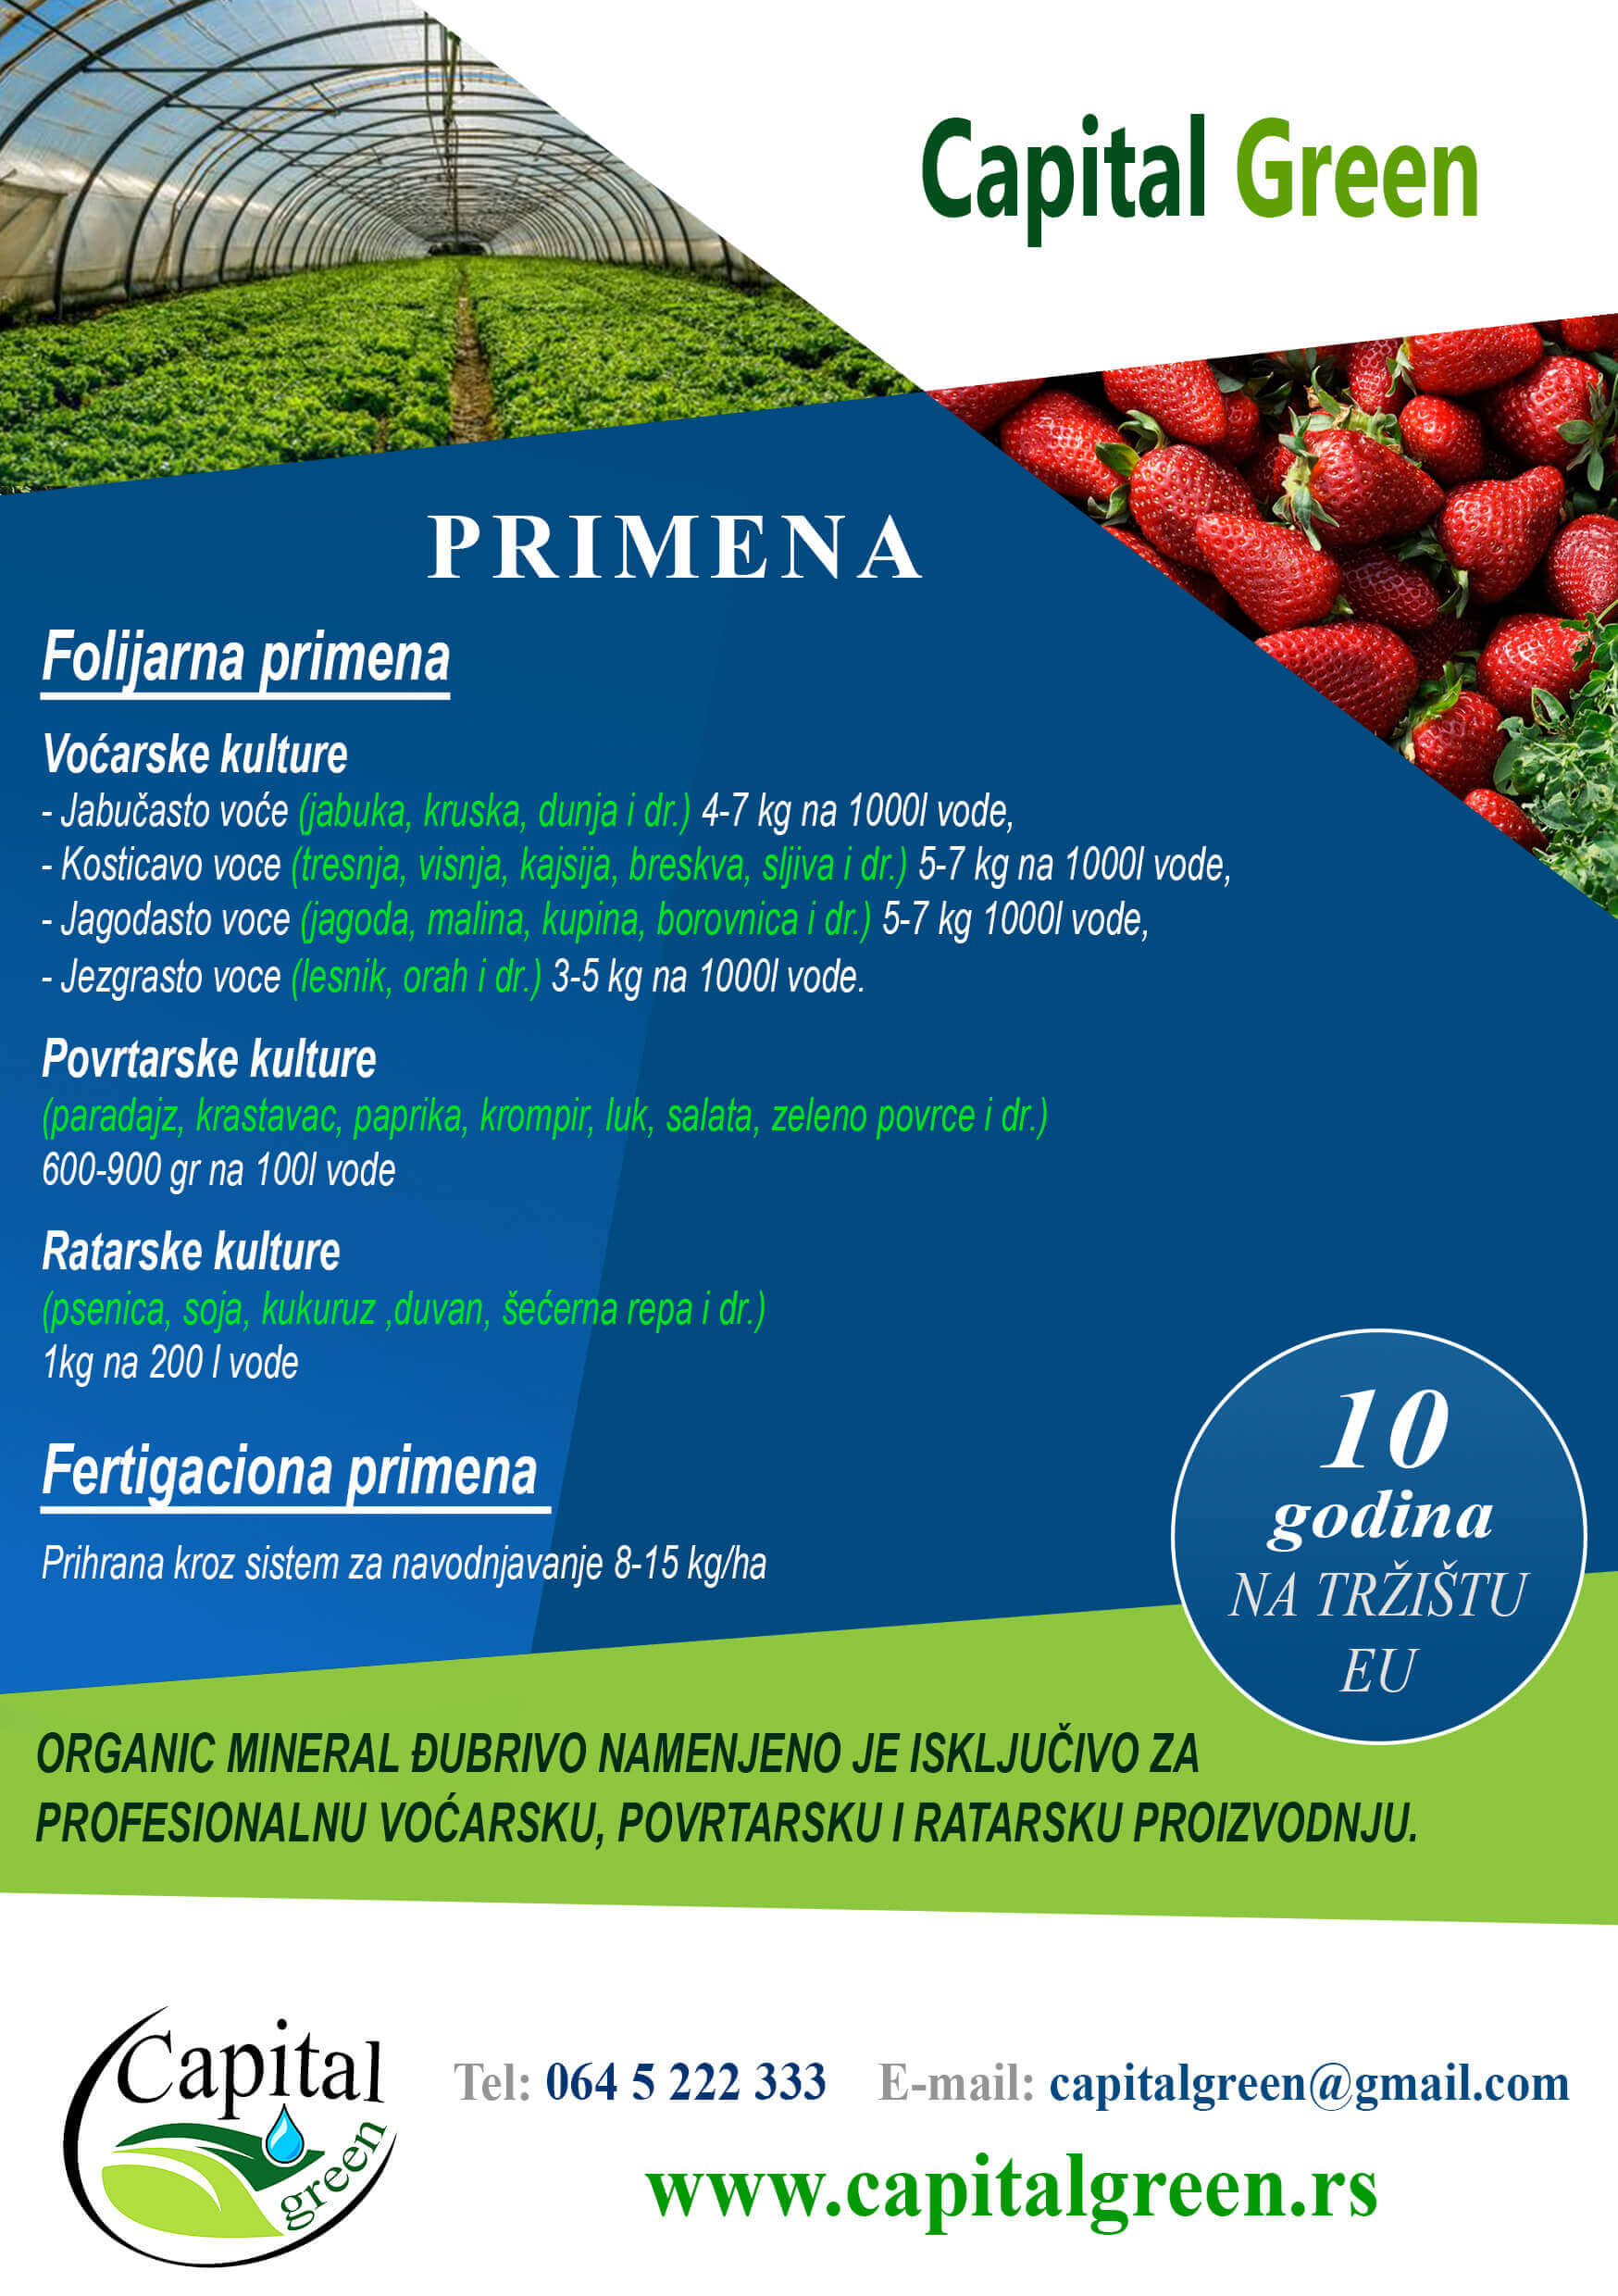 Capital Green
PRIMENA
Folijarna primena
Voćarske kulture
- Jabučasto voće (jabuka, kruska, dunja i dr.) 4-7 kg na 1000l vode,
- Kosticavo voce (tresnja, visnja, kajsija, breskva, sljiva i dr.) 5-7 kg na 1000l vode,
- Jagodasto voce (jagoda, malina, kupina, borovnica i dr.) 5-7 kg 1000l vode,
- Jezgrasto voce (lesnik, orah i dr.) 3-5 kg na 1000l vode.
Povrtarske kulture
(paradajz, krastavac, paprika, krompir, luk, salata, zeleno povrce i dr.)
600-900 gr na 100l vode
Ratarske kulture
(psenica, soja, kukuruz ,duvan, šećerna repa i dr.)
1kg na 200 l vode
Fertigaciona primena
Prihrana kroz sistem za navodnjavanje 8-15 kg/ha
10
godina
NA TRŽIŠTU
EU
ORGANIC MINERAL ĐUBRIVO NAMENJENO JE ISKLJUČIVO ZA
PROFESIONALNU VOĆARSKU, POVRTARSKU I RATARSKU PROIZVODNJU.
Capital
green
Tel: 064 5 222 333 E-mail: capitalgreen@gmail.com
www.capitalgreen.rs